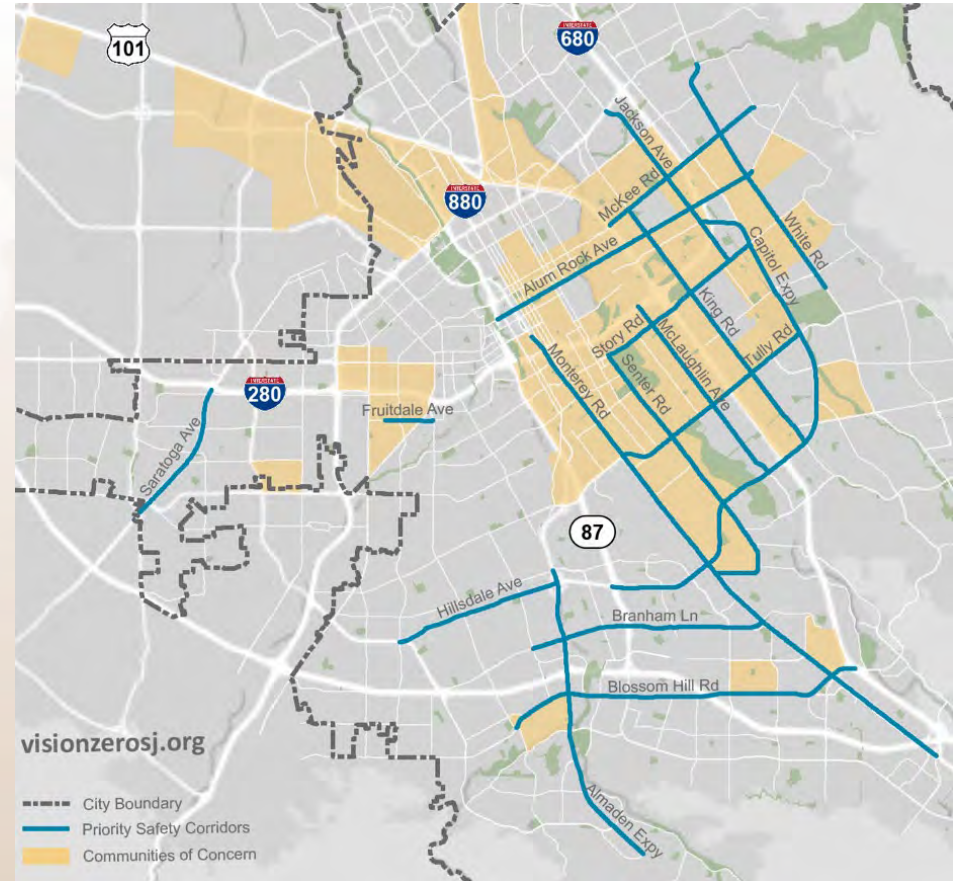 101
INTERSTATE
680
Jackson Ave
McKee Rd
INTERSTATE
880
White Rd
Alum Rock Ave
Capitol Expy
King Rd
Story Rd
McLaughlin Ave
Tully Rd
Monterey Rd
Senter Rd
INTERSTATE
280
Fruitdale Ave
Saratoga Ave
87
Hillsdale Ave
Branham Ln
Blossom Hill Rd
visionzerosj.org
Almaden Expy
City Boundary
Priority Safety Corridors
Communities of Concern